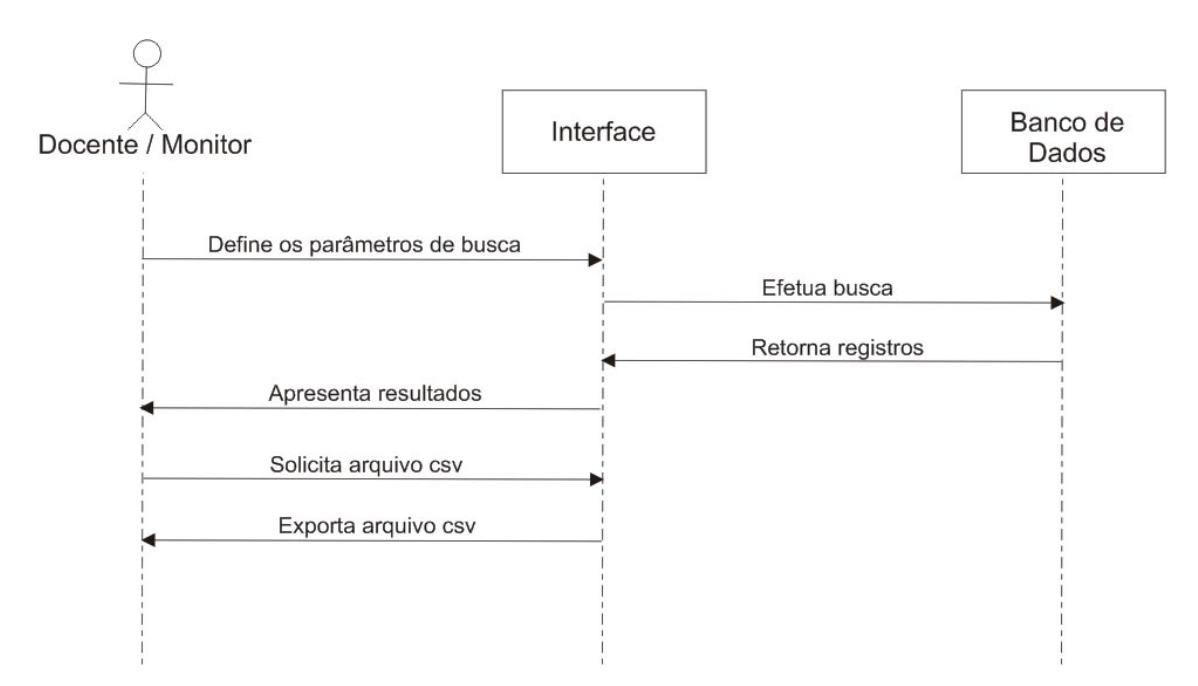 Docente / Monitor
Interface
Banco de
Dados
Define os parâmetros de busca
Efetua busca
Retorna registros
Apresenta resultados
Solicita arquivo csv
Exporta arquivo csv